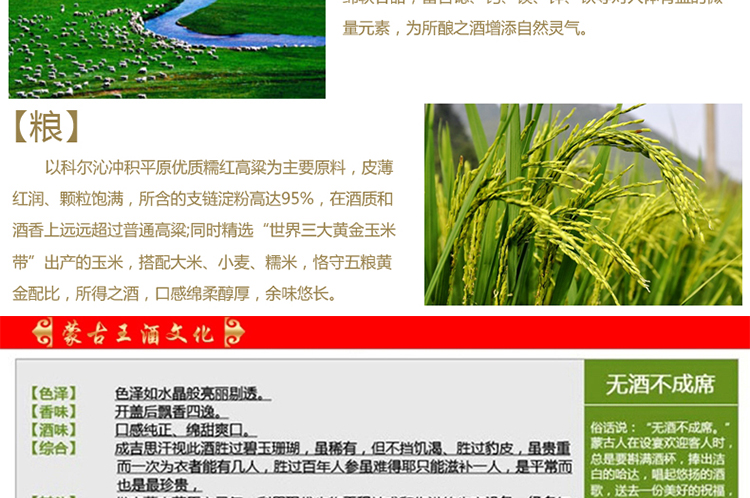 量元素，为所酿之酒增添自然灵气。
【粮】
以科尔沁冲积平原优质糯红高粱为主要原料，皮薄
红润、颗粒饱满，所含的支链淀粉高达95%，在酒质和
酒香上远远超过普通高粱;同时精选“世界三大黄金玉米
带”出产的玉米，搭配大米、小麦、糯米，恪守五粮黄
金配比，所得之酒，口感绵柔醇厚，余味悠长。
蒙古王酒文化
【色泽】 色泽如水晶般亮丽剔透。
【香味】 开盖后飘香四逸。
【酒味】 口感纯正、绵甜爽口。
【综合】 成吉思汗视此酒胜过碧玉珊瑚，虽稀有，但不挡饥渴、胜过豹皮，虽贵重
而一次为衣者能有几人，胜过百年人参虽难得耶只能滋补一人，是平常而
也是最珍贵，
无酒不成席
俗话说：“无酒不成席。”
蒙古人在设宴欢迎客人时，
总是要斟满酒杯，捧出洁
白的哈达，唱起悠扬的酒
歌，送去一份美好的祝福